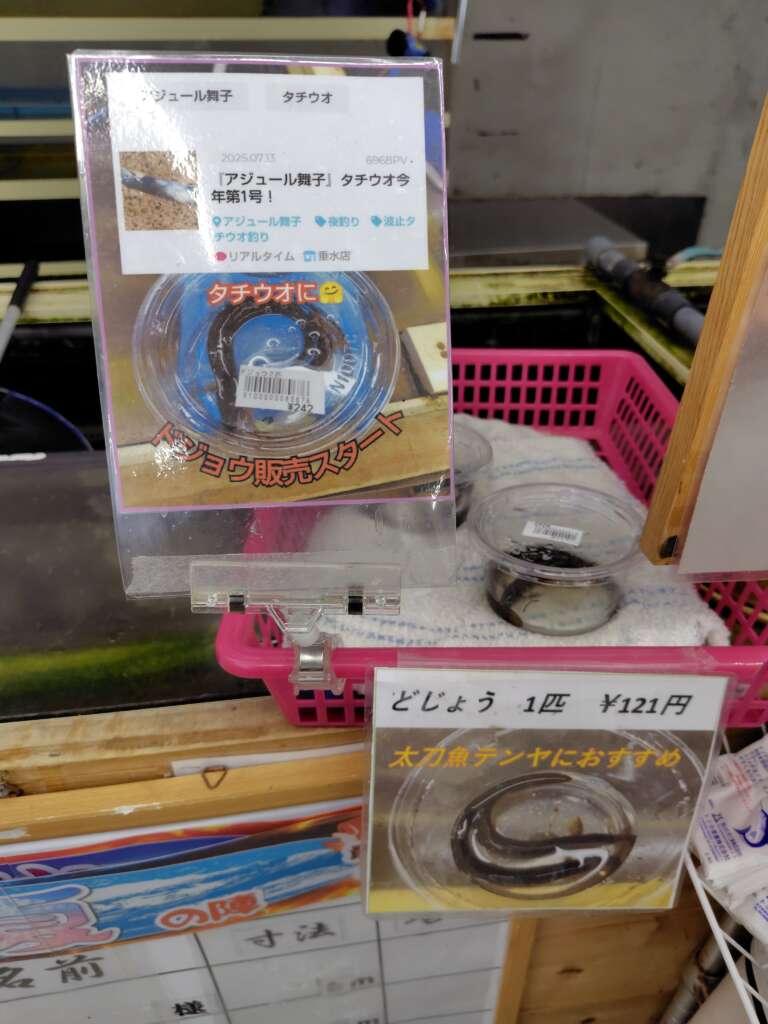 アジュール舞子 タチウオ
2025.07.13 6968PV
『アジュール舞子』タチウオ今
年第1号!
アジュール舞子 夜釣り 波止タ
チウオ釣り
リアルタイム 垂水店
タチウオに
¥242
ドジョウ販売スタート
どじょう 1匹 ¥121円
太刀魚テンヤにおすすめ
夏の陣
名前 寸法
様